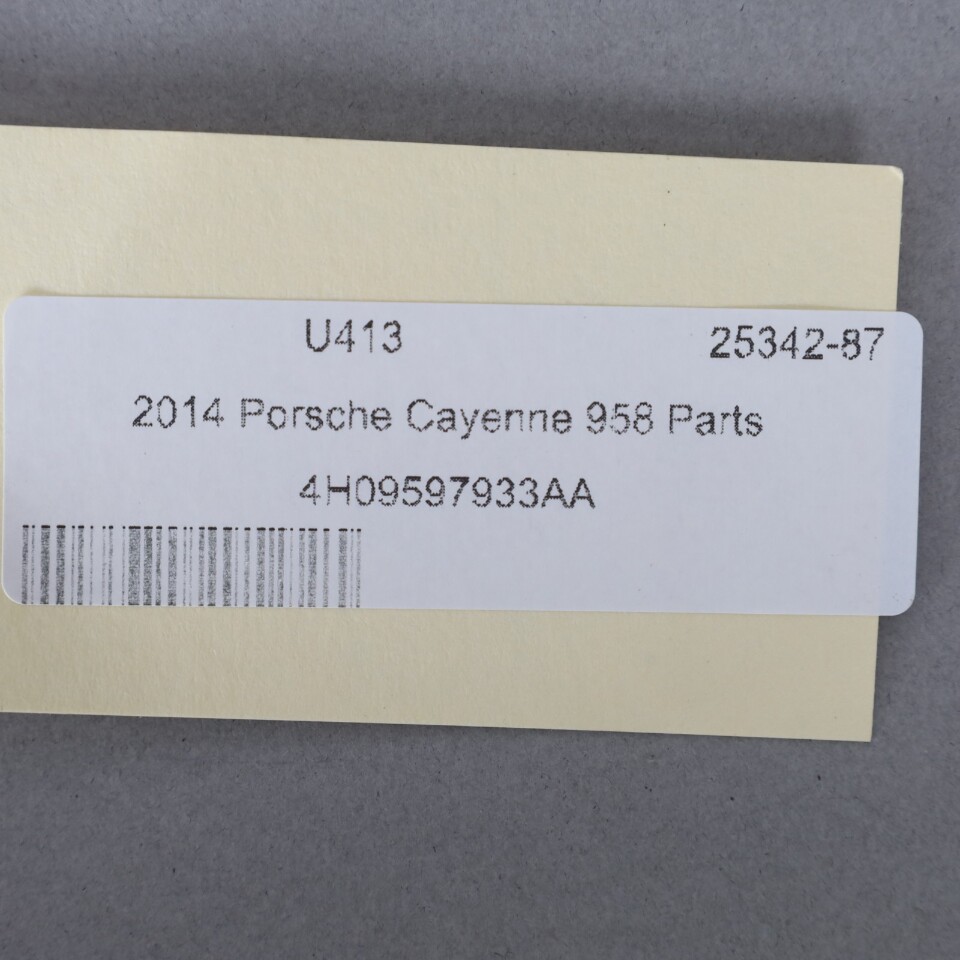 U413 25342-87
2014 Porsche Cayenne 958 Parts
4H09597933AA